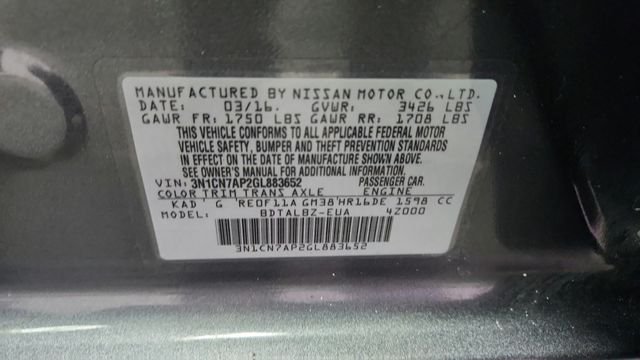 MANUFACTURED BY NISSAN MOTOR CO.,LTD.
DATE: 03/16. GVWR: 3426 LBS
GAWR FR: 1750 LBS GAWR RR: 1708 LBS
THIS VEHICLE CONFORMS TO ALL APPLICABLE FEDERAL MOTOR
VEHICLE SAFETY, BUMPER AND THEFT PREVENTION STANDARDS
IN EFFECT ON THE DATE OF MANUFACTURE SHOWN ABOVE.
SEE OWNER'S MANUAL FOR ADDITIONAL INFORMATION.
VIN: 3N1CN7AP2GL883652 PASSENGER CAR.
COLOR TRIM TRANS AXLE ENGINE
KAD G RE0F11A GM38 HR16DE 1598 CC
MODEL: BDTALBZ-EUA 4Z000
3N1CN7AP2GL883652